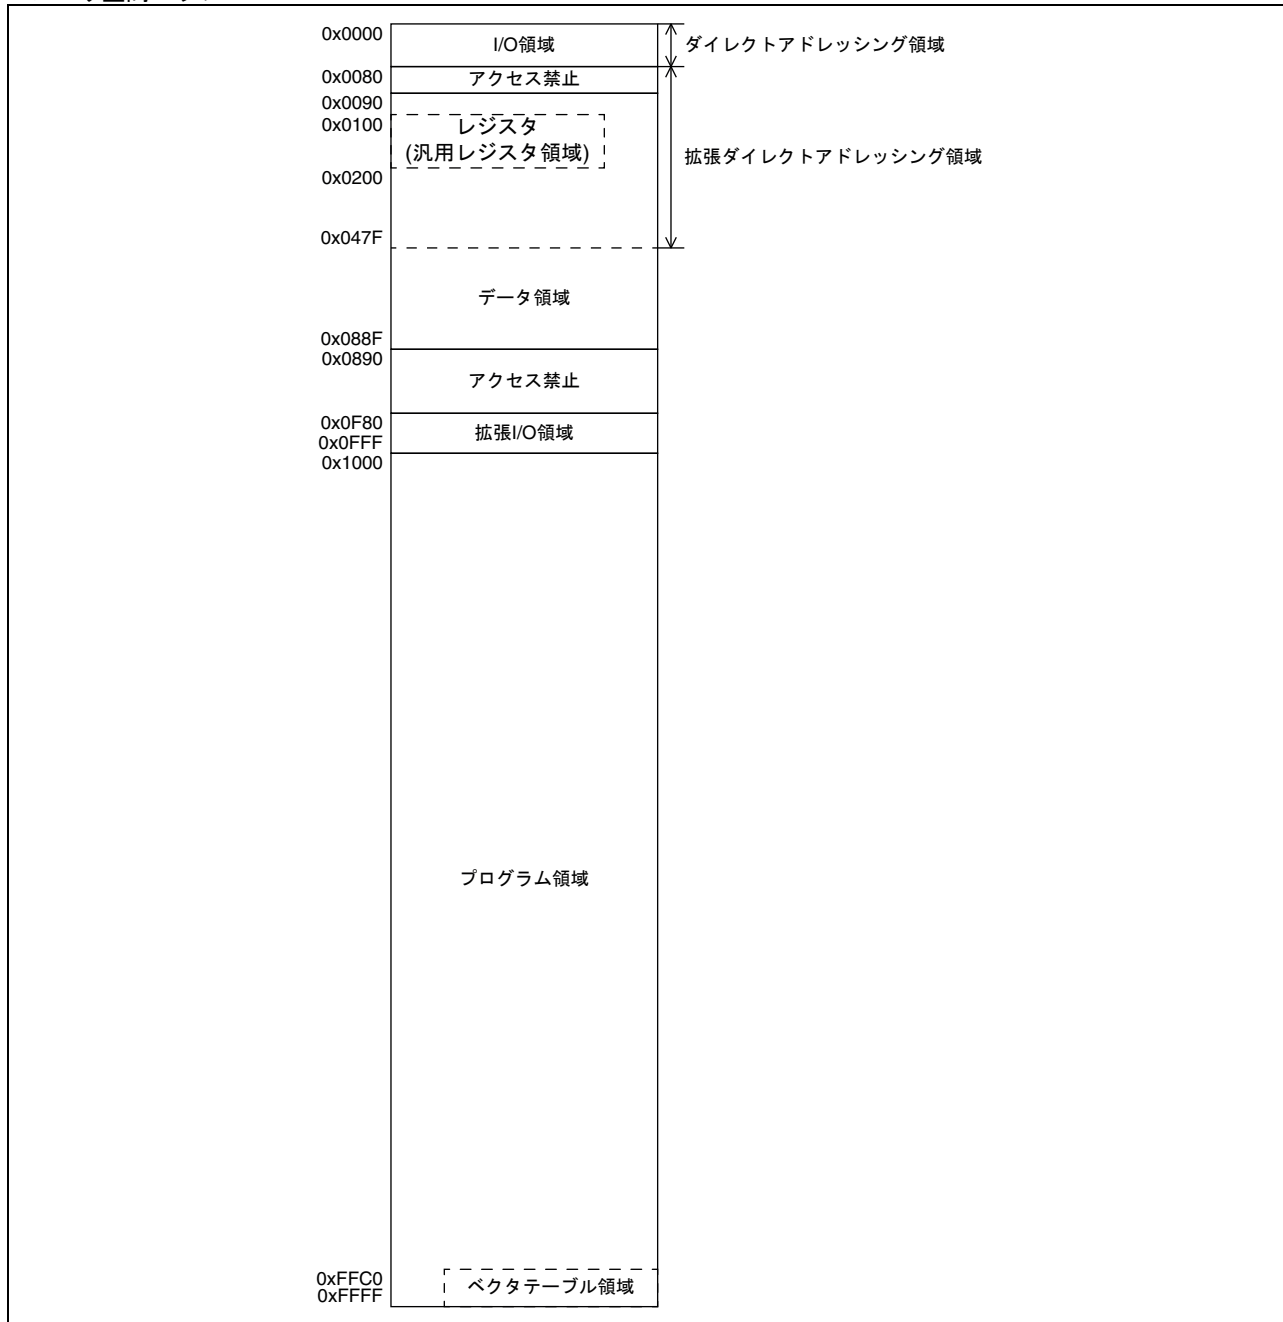 0x0000
I/O領域
ダイレクトアドレッシング領域
0x0080
アクセス禁止
0x0090
0x0100
レジスタ
(汎用レジスタ領域)
拡張ダイレクトアドレッシング領域
0x0200
0x047F
データ領域
0x088F
0x0890
アクセス禁止
0x0F80
拡張I/O領域
0x0FFF
0x1000
プログラム領域
0xFFC0
ベクタテーブル領域
0xFFFF